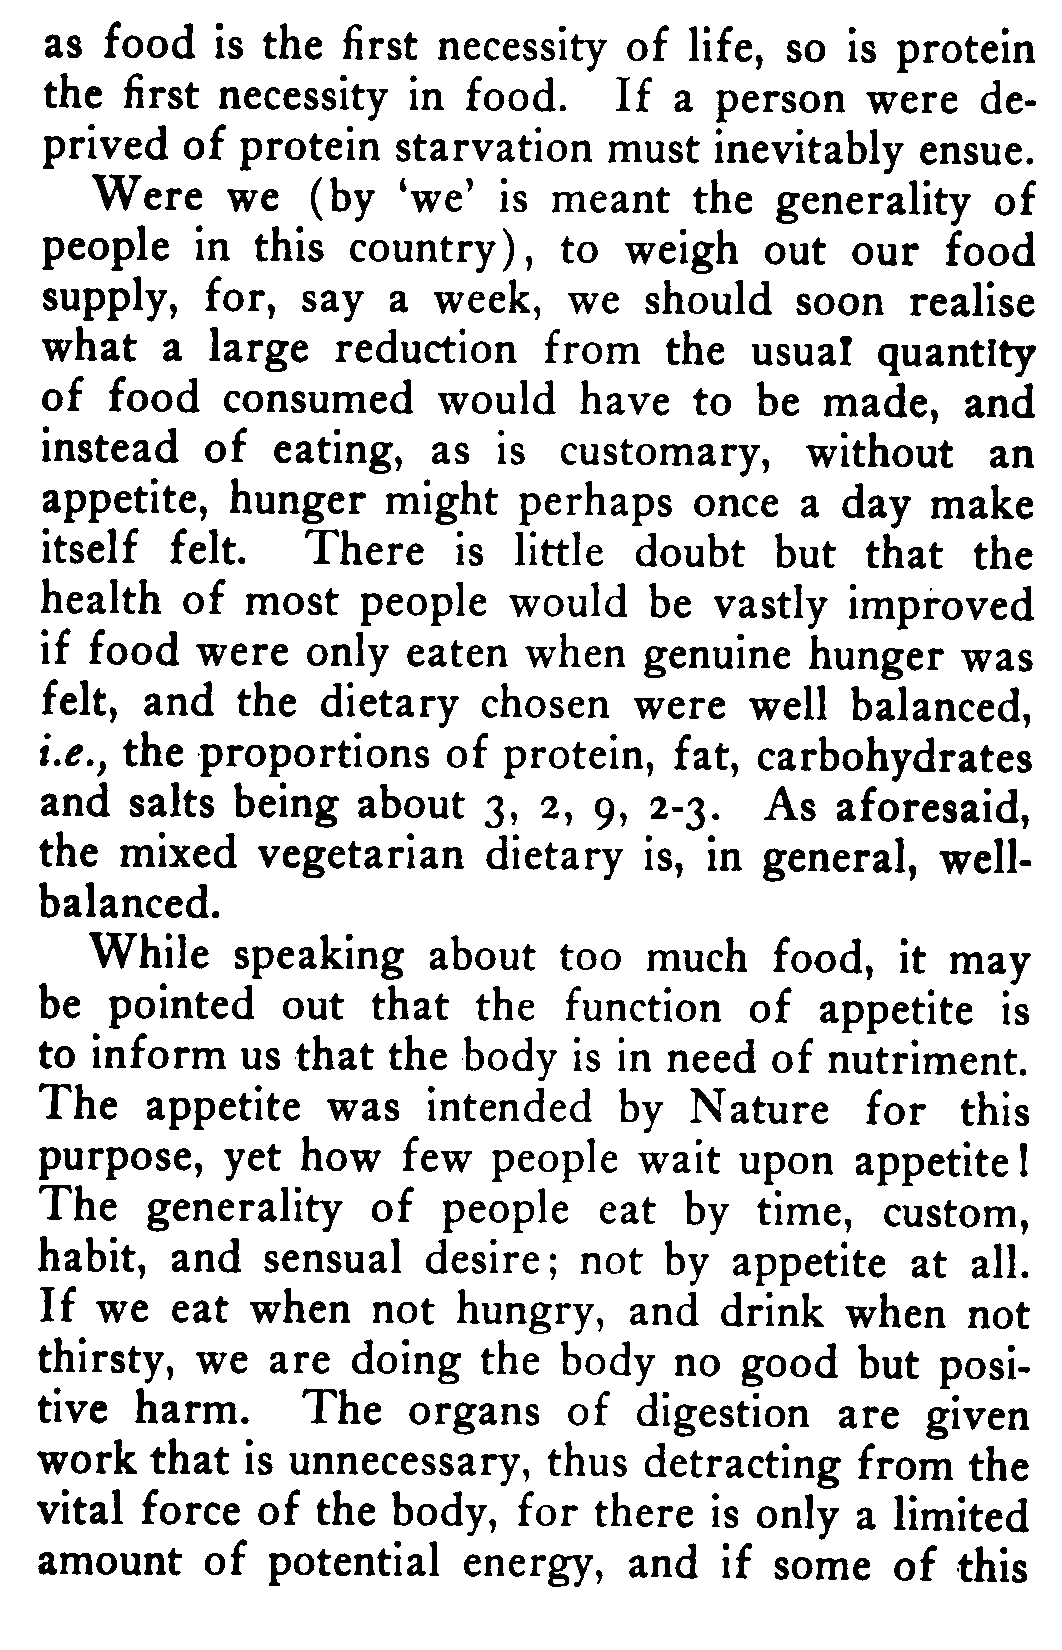 as food is the first necessity of life, so is protein
the first necessity in food. If a person were de-
prived of protein starvation must inevitably ensue.
Were we (by ‘we’ is meant the generality of
people in this country), to weigh out our food
supply, for, say a week, we should soon realise
what a large reduction from the usual quantity
of food consumed would have to be made, and
instead of eating, as is customary, without an
appetite, hunger might perhaps once a day make
itself felt. There is little doubt but that the
health of most people would be vastly improved
if food were only eaten when genuine hunger was
felt, and the dietary chosen were well balanced,
i.e., the proportions of protein, fat, carbohydrates
and salts being about 3, 2, 9, 2-3. As aforesaid,
the mixed vegetarian dietary is, in general, well-
balanced.
While speaking about too much food, it may
be pointed out that the function of appetite is
to inform us that the body is in need of nutriment.
The appetite was intended by Nature for this
purpose, yet how few people wait upon appetite!
The generality of people eat by time, custom,
habit, and sensual desire; not by appetite at all.
If we eat when not hungry, and drink when not
thirsty, we are doing the body no good but posi-
tive harm. The organs of digestion are given
work that is unnecessary, thus detracting from the
vital force of the body, for there is only a limited
amount of potential energy, and if some of this